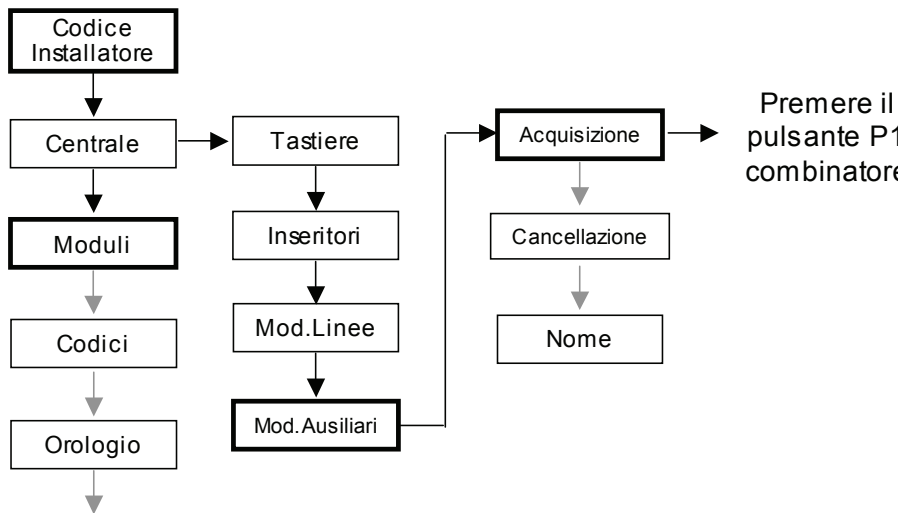 Codice
Installatore
Centrale
Moduli
Codici
Orologio
Tastiere
Inseritori
Mod.Linee
Mod.Ausiliari
Acquisizione
Cancellazione
Nome
Premere il
pulsante P1
combinatore